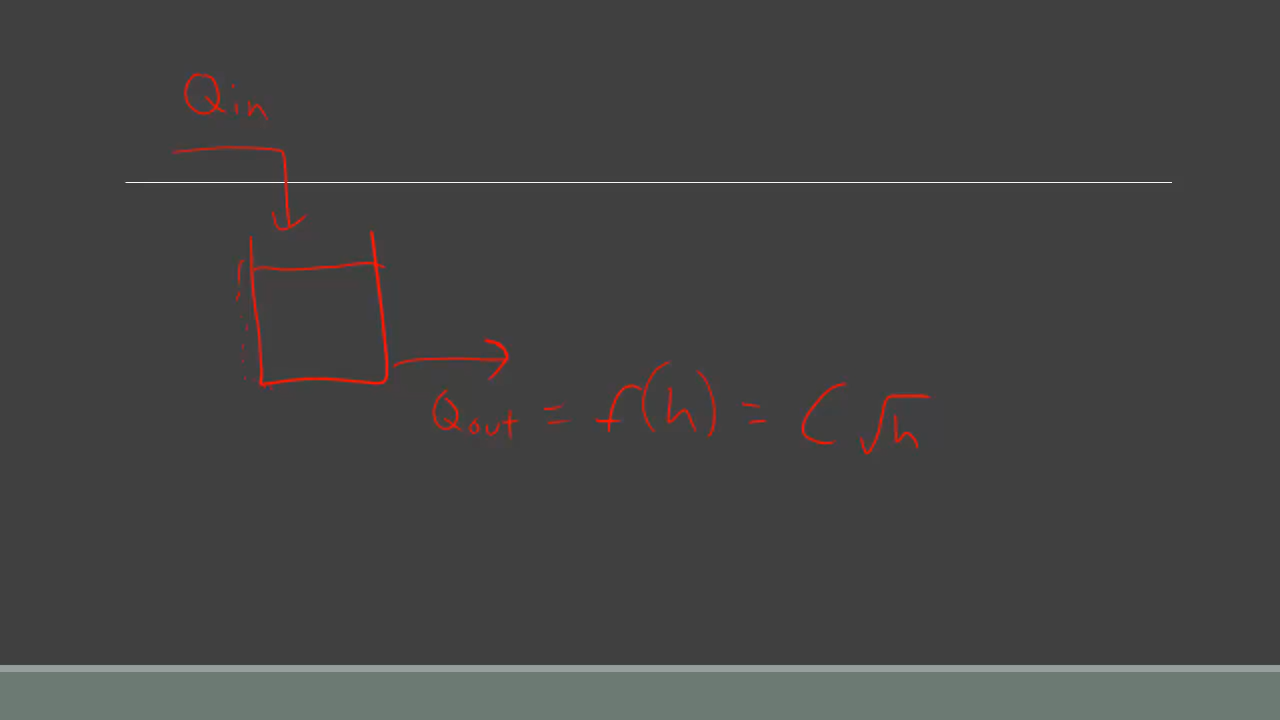 Qin
Qout = f(h) = C√h